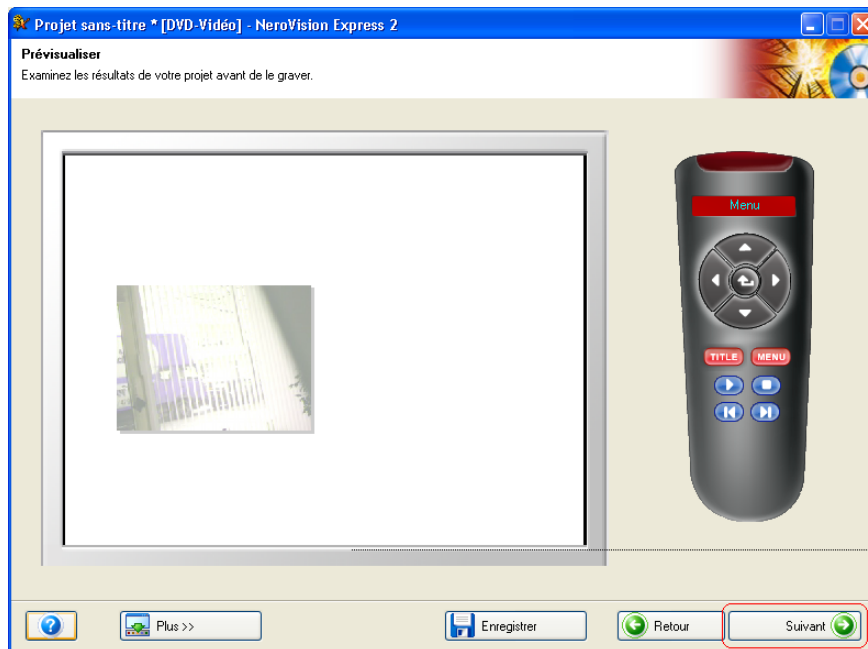 Projet sans-titre * [DVD-Vidéo] - NeroVision Express 2
Prévisualiser
Examinez les résultats de votre projet avant de le graver.
Menu
TITLE MENU
Plus >>
Enregistrer
Retour
Suivant